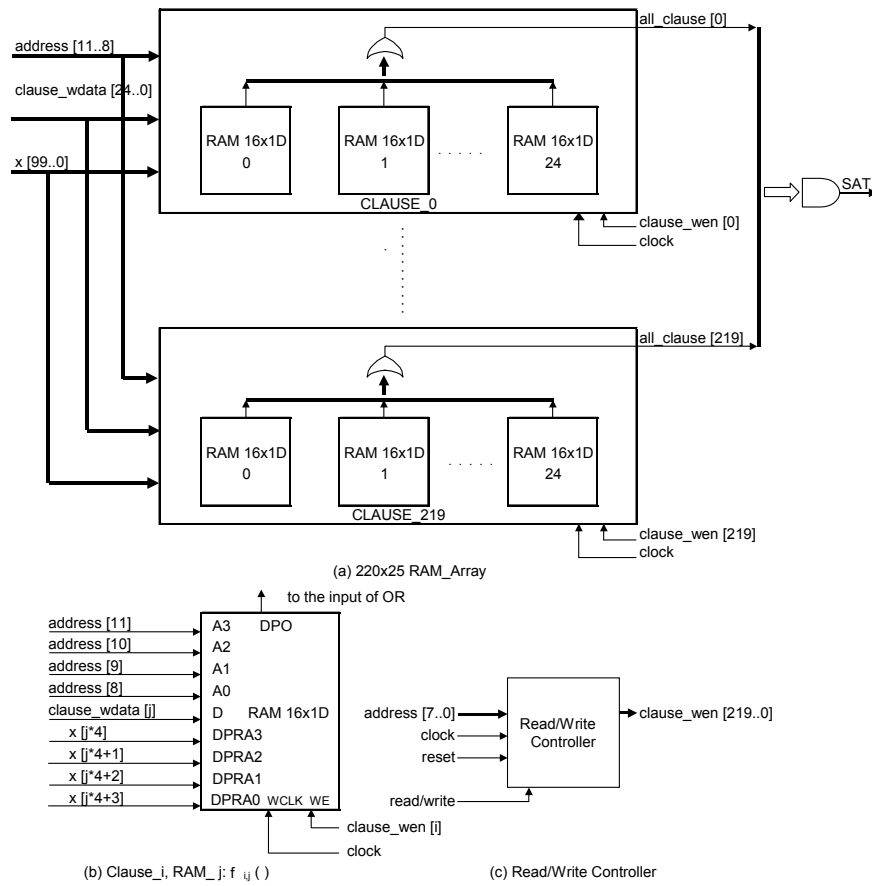 all_clause [0]
address [11..8]
clause_wdata [24..0]
x [99..0]
RAM 16x1D
0
RAM 16x1D
1
. . . . .
RAM 16x1D
24
SAT
CLAUSE_0
clause_wen [0]
clock
all_clause [219]
RAM 16x1D
0
RAM 16x1D
1
. . . . .
RAM 16x1D
24
CLAUSE_219
clause_wen [219]
clock
(a) 220x25 RAM_Array
to the input of OR
address [11]
A3
DPO
address [10]
A2
address [9]
A1
address [8]
A0
clause_wdata [j]
D
RAM 16x1D
x [j*4]
DPRA3
x [j*4+1]
DPRA2
x [j*4+2]
DPRA1
x [j*4+3]
DPRA0 WCLK WE
clause_wen [i]
clock
(b) Clause_i, RAM_ j: f i,j ( )
address [7..0]
clock
reset
read/write
Read/Write
Controller
clause_wen [219..0]
(c) Read/Write Controller